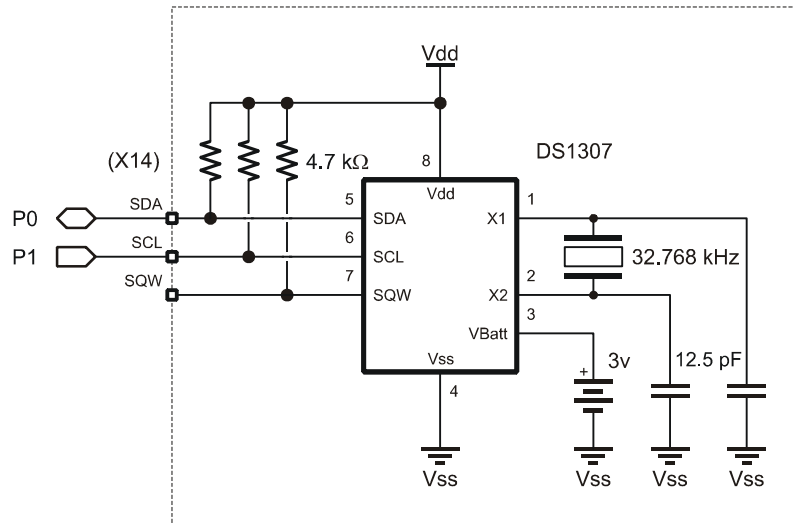 Vdd
(X14)
4.7 kΩ
8
DS1307
Vdd
P0
SDA
5
SDA
X1
1
P1
SCL
6
SCL
32.768 kHz
SQW
7
SQW
X2
2
VBatt
3
Vss
4
+
3v
12.5 pF
Vss
Vss
Vss
Vss